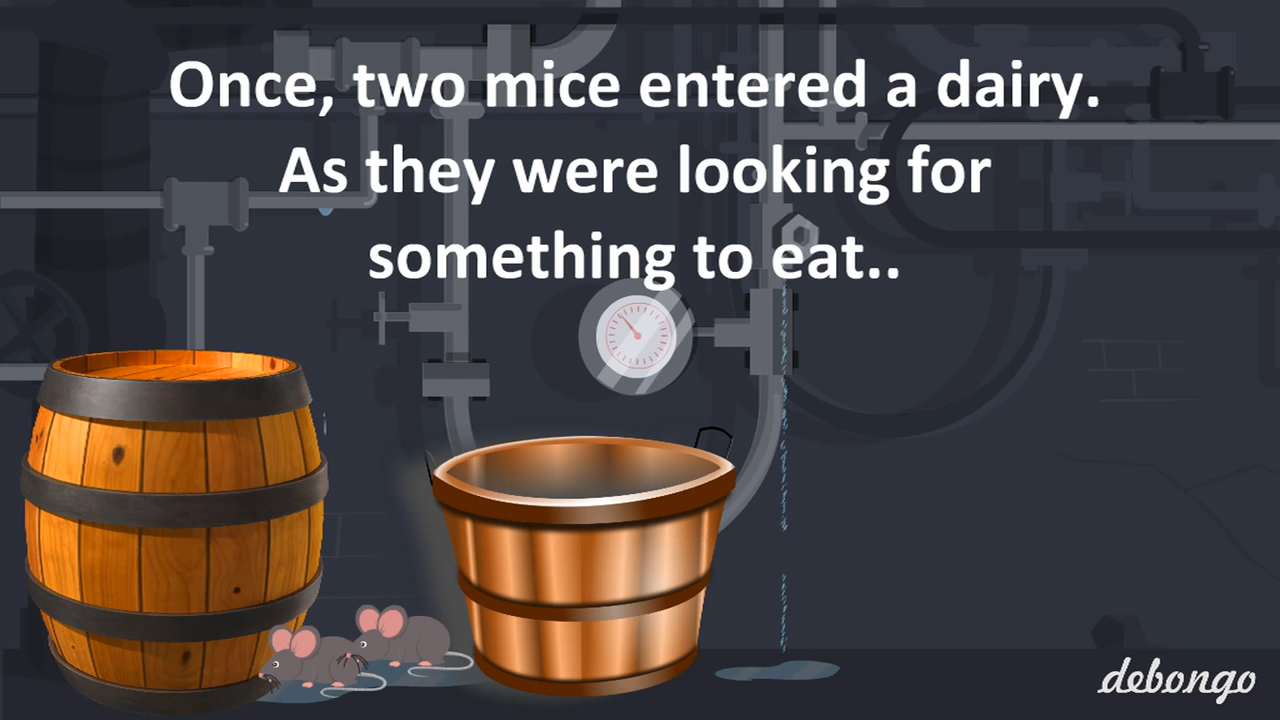 Once, two mice entered a dairy.
As they were looking for
something to eat..
debongo